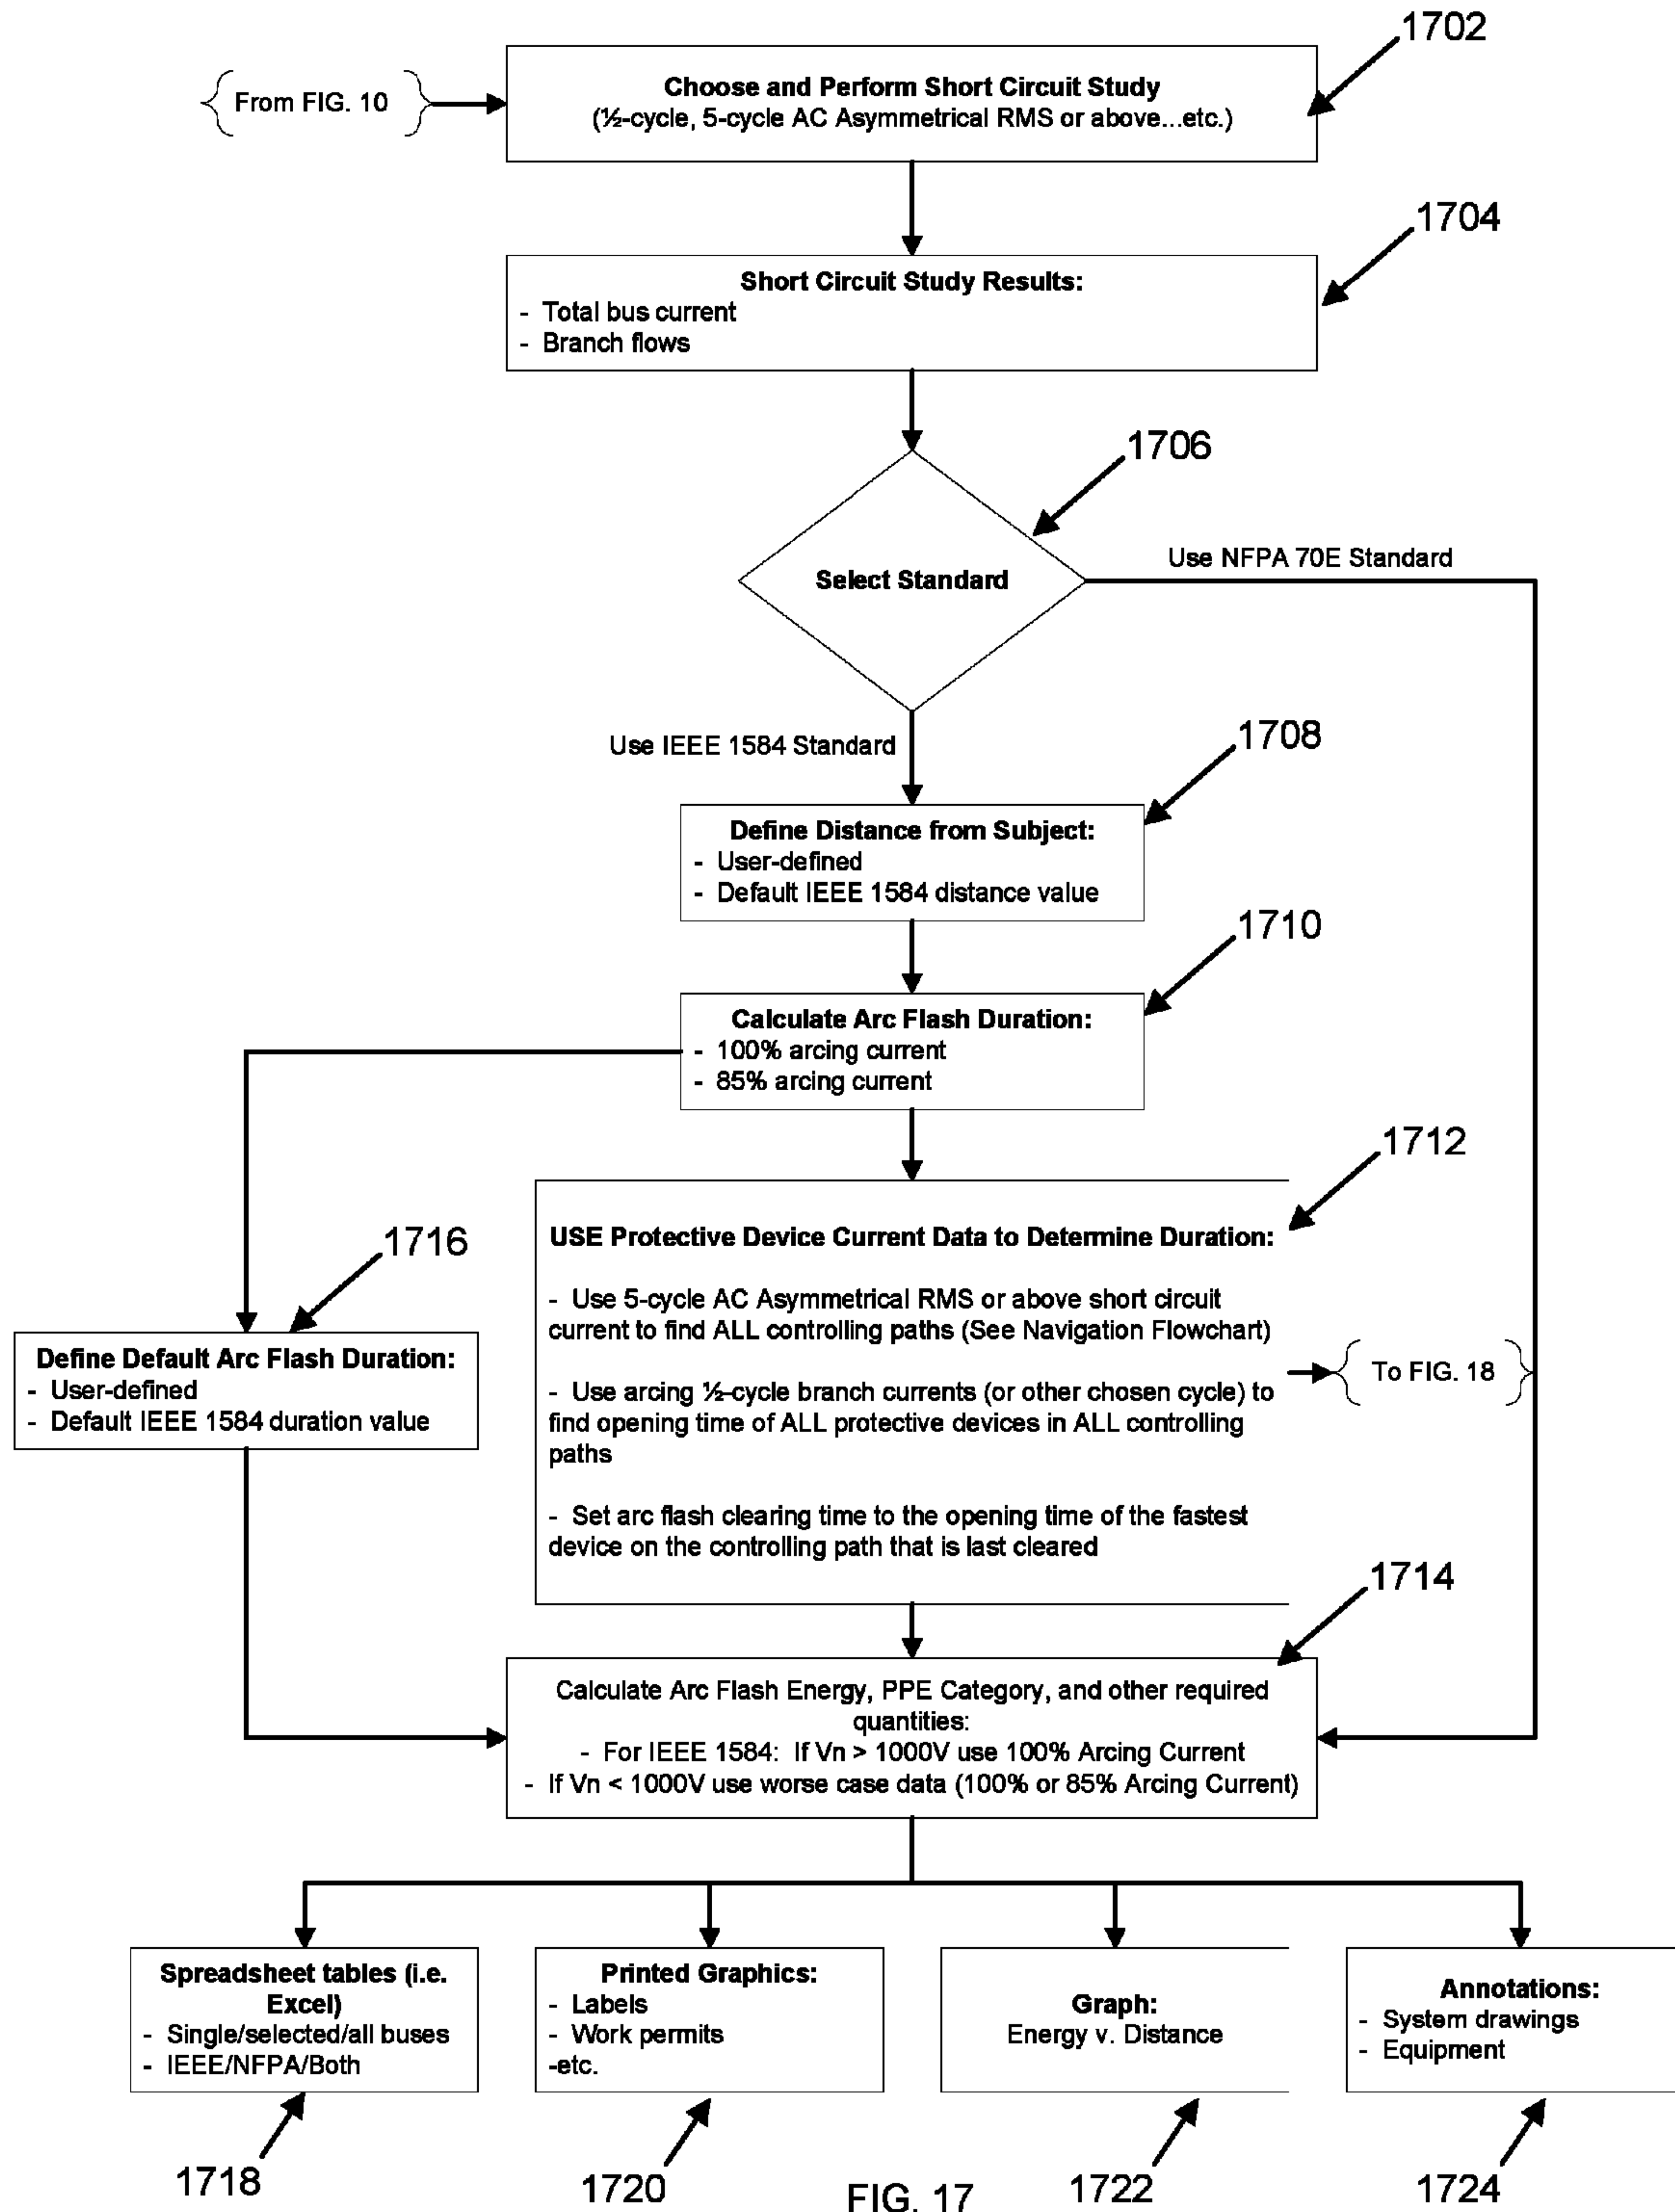 1702
From FIG. 10
Choose and Perform Short Circuit Study
(½-cycle, 5-cycle AC Asymmetrical RMS or above...etc.)
1704
Short Circuit Study Results:
- Total bus current
- Branch flows
1706
Select Standard
Use NFPA 70E Standard
Use IEEE 1584 Standard
1708
Define Distance from Subject:
- User-defined
- Default IEEE 1584 distance value
1710
Calculate Arc Flash Duration:
- 100% arcing current
- 85% arcing current
1712
USE Protective Device Current Data to Determine Duration:
- Use 5-cycle AC Asymmetrical RMS or above short circuit
current to find ALL controlling paths (See Navigation Flowchart)
- Use arcing ½-cycle branch currents (or other chosen cycle) to
find opening time of ALL protective devices in ALL controlling
paths
- Set arc flash clearing time to the opening time of the fastest
device on the controlling path that is last cleared
To FIG. 18
1716
Define Default Arc Flash Duration:
- User-defined
- Default IEEE 1584 duration value
1714
Calculate Arc Flash Energy, PPE Category, and other required
quantities:
- For IEEE 1584: If Vn > 1000V use 100% Arcing Current
- If Vn < 1000V use worse case data (100% or 85% Arcing Current)
Spreadsheet tables (i.e.
Excel)
- Single/selected/all buses
- IEEE/NFPA/Both
Printed Graphics:
- Labels
- Work permits
-etc.
Graph:
Energy v. Distance
Annotations:
- System drawings
- Equipment
1718
1720
1722
1724
FIG. 17